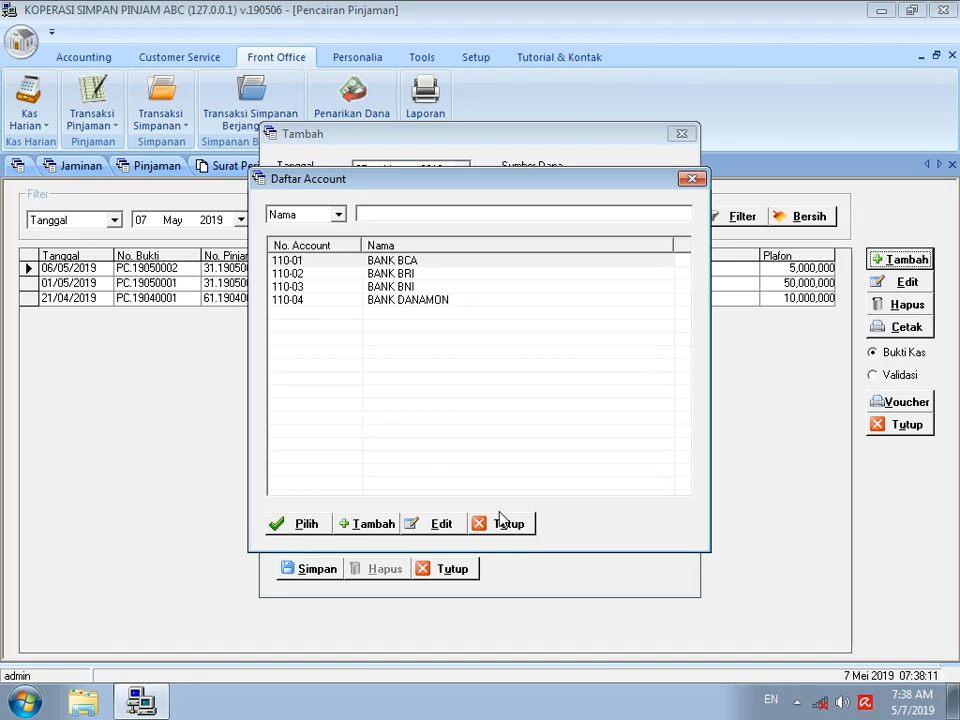 KOPERASI SIMPAN PINJAM ABC (127.0.0.1) v.190506 - [Pencairan Pinjaman]
Accounting Customer Service Front Office Personalia Tools Setup Tutorial & Kontak
Kas Harian Transaksi Pinjaman Transaksi Simpanan Transaksi Simpanan Berjang Penarikan Dana Laporan
Kas Harian Pinjaman Simpanan Simpanan B
Tambah
Tanggal Sumber Dana
Jaminan Pinjaman Surat Per
Daftar Account
Filter
Tanggal 07 May 2019 Nama Filter Bersih
No. Account Nama
110-01 BANK BCA
110-02 BANK BRI
110-03 BANK BNI
110-04 BANK DANAMON
Tanggal No. Bukti No. Pinja Plafon
06/05/2019 PC.19050002 31.19050 5,000,000
01/05/2019 PC.19050001 31.19050 50,000,000
21/04/2019 PC.19040001 61.19040 10,000,000
Tambah
Edit
Hapus
Cetak
Bukti Kas
Validasi
Voucher
Tutup
Pilih Tambah Edit Tutup
Simpan Hapus Tutup
admin 7 Mei 2019 07:38:11
EN 7:38 AM
5/7/2019